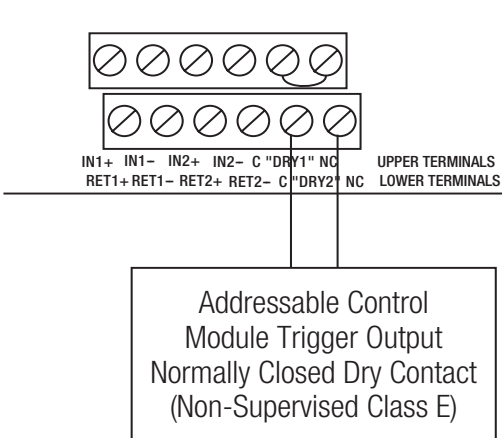 IN1+ IN1– IN2+ IN2– C "DRY1" NC UPPER TERMINALS
RET1+ RET1– RET2+ RET2– C "DRY2" NC LOWER TERMINALS
Addressable Control
Module Trigger Output
Normally Closed Dry Contact
(Non-Supervised Class E)